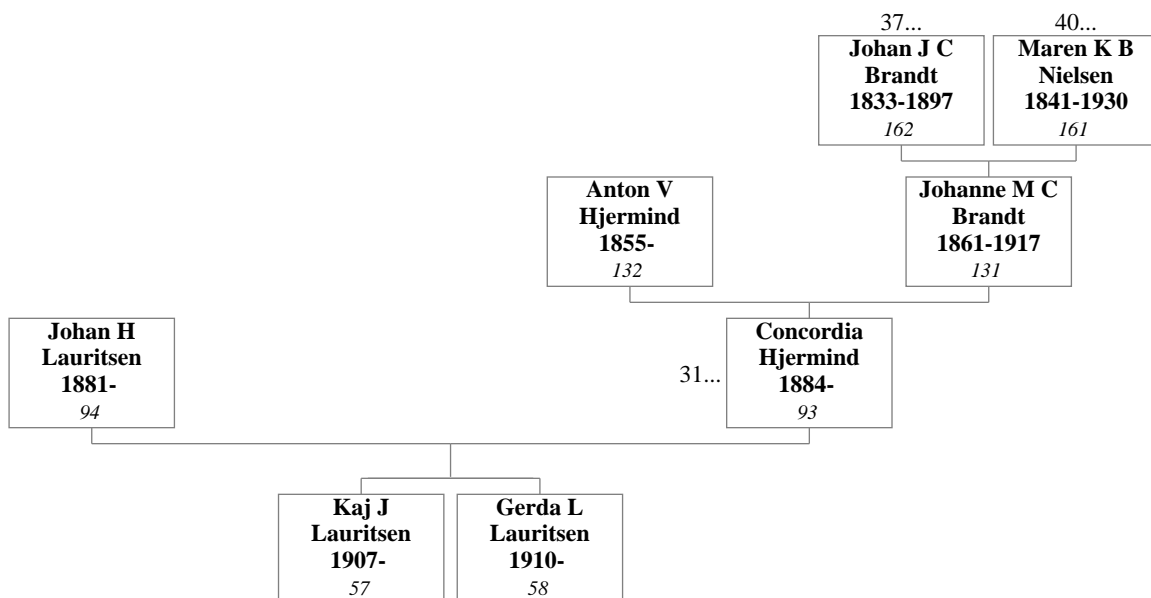 37...
Johan J C
Brandt
1833-1897
162
40...
Maren K B
Nielsen
1841-1930
161
Anton V
Hjermind
1855-
132
Johanne M C
Brandt
1861-1917
131
Johan H
Lauritsen
1881-
94
31...
Concordia
Hjermind
1884-
93
Kaj J
Lauritsen
1907-
57
Gerda L
Lauritsen
1910-
58